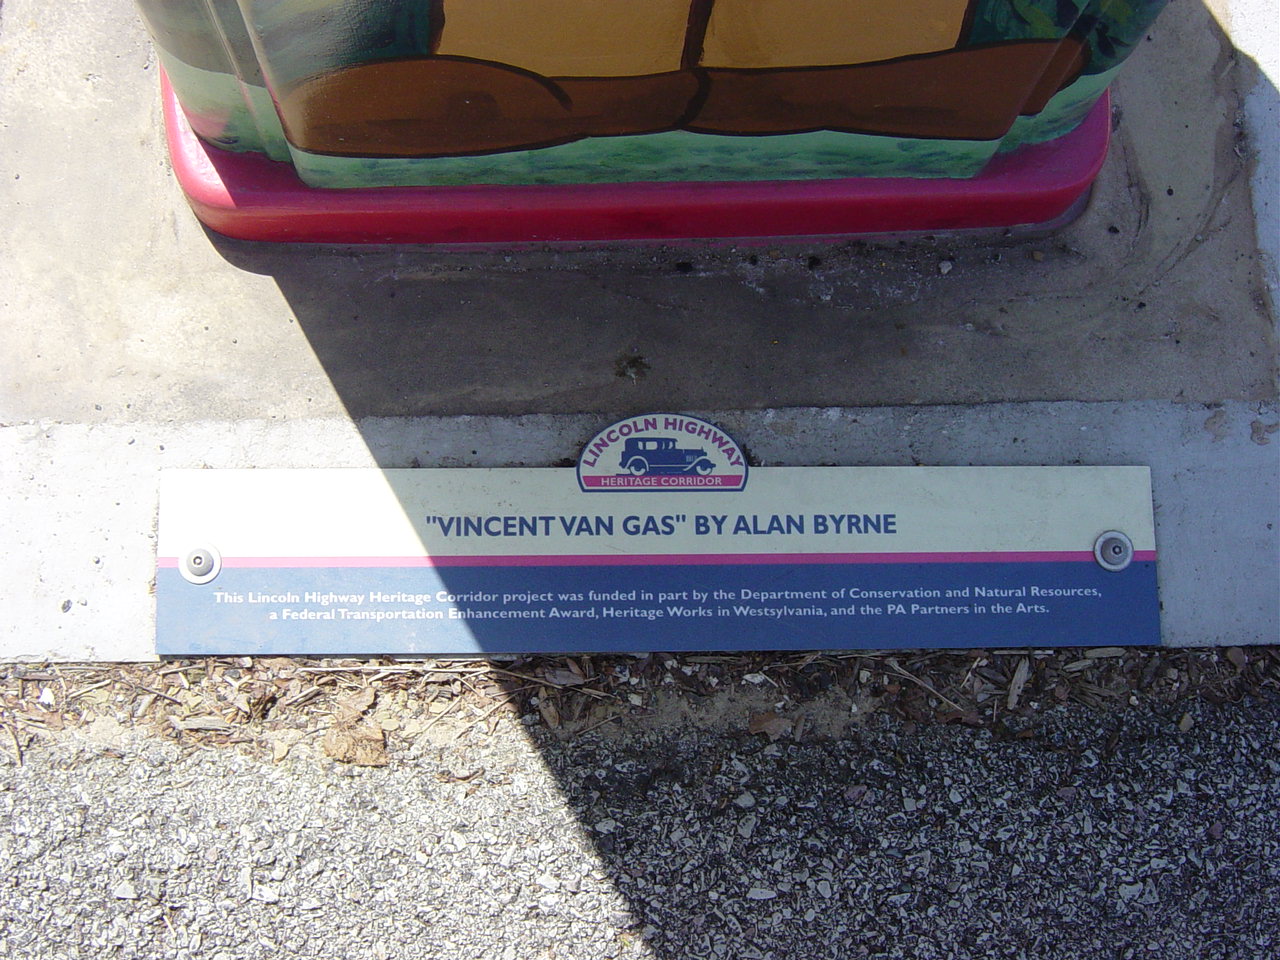 LINCOLN HIGHWAY
HERITAGE CORRIDOR
"VINCENT VAN GAS" BY ALAN BYRNE
This Lincoln Highway Heritage Corridor project was funded in part by the Department of Conservation and Natural Resources,
a Federal Transportation Enhancement Award, Heritage Works in Westsylvania, and the PA Partners in the Arts.